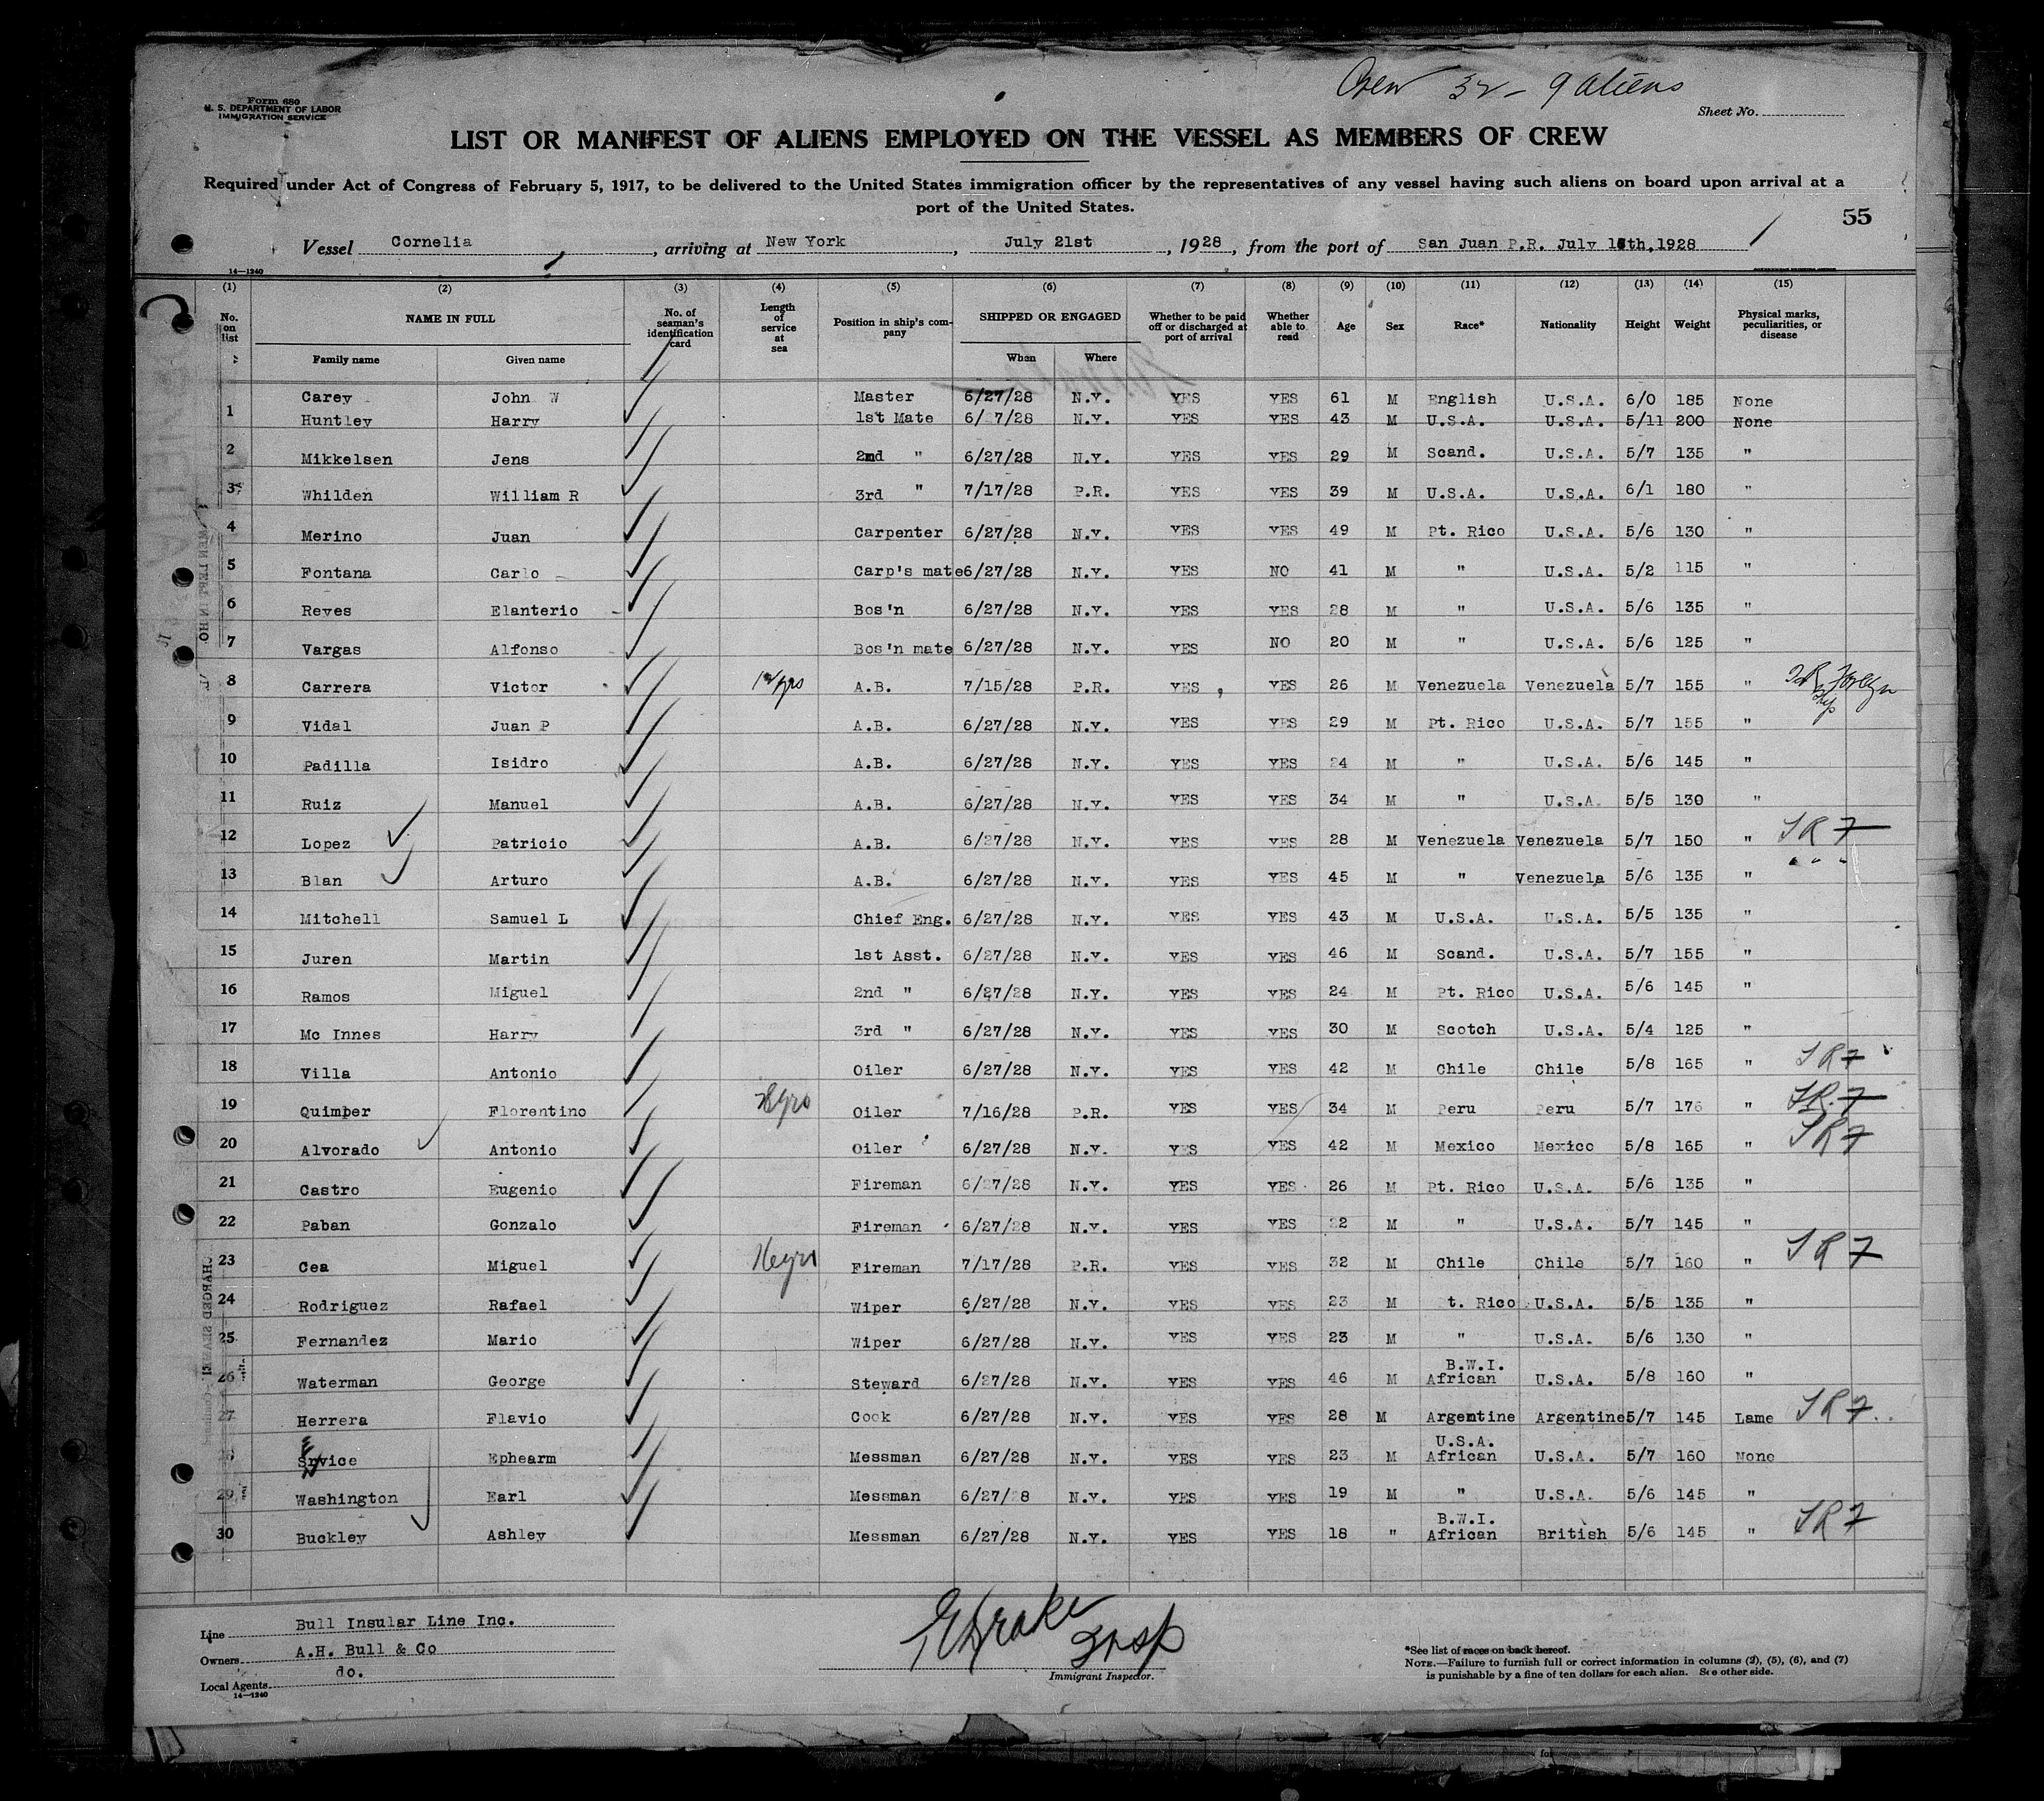 Crew 32 - 9 aliens
Form 680
U. S. DEPARTMENT OF LABOR
IMMIGRATION SERVICE
Sheet No.
LIST OR MANIFEST OF ALIENS EMPLOYED ON THE VESSEL AS MEMBERS OF CREW
Required under Act of Congress of February 5, 1917, to be delivered to the United States immigration officer by the representatives of any vessel having such aliens on board upon arrival at a
port of the United States.
55
Vessel Cornelia, arriving at New York, July 21st, 1928, from the port of San Juan P.R. July 16th,1928
14—1240
(1) (2) (3) (4) (5) (6) (7) (8) (9) (10) (11) (12) (13) (14) (15)
No. on list NAME IN FULL Family name Given name No. of seaman's identification card Length of service at sea Position in ship's company SHIPPED OR ENGAGED When Where Whether to be paid off or discharged at port of arrival Whether able to read Age Sex Race* Nationality Height Weight Physical marks, peculiarities, or disease
Carey John W Master 6/27/28 N.Y. YES YES 61 M English U.S.A. 6/0 185 None
1 Huntley Harry 1st Mate 6/27/28 N.Y. YES YES 43 M U.S.A. U.S.A. 5/11 200 None
2 Mikkelsen Jens 2nd " 6/27/28 N.Y. YES YES 29 M Scand. U.S.A. 5/7 135 "
3 Whilden William R 3rd " 7/17/28 P.R. YES YES 39 M U.S.A. U.S.A. 6/1 180 "
4 Merino Juan Carpenter 6/27/28 N.Y. YES YES 49 M Pt. Rico U.S.A. 5/6 130 "
5 Fontana Carlo Carp's mate 6/27/28 N.Y. YES NO 41 M " U.S.A. 5/2 115 "
6 Reyes Elanterio Bos'n 6/27/28 N.Y. YES YES 28 M " U.S.A. 5/6 135 "
7 Vargas Alfonso Bos'n mate 6/27/28 N.Y. YES NO 20 M " U.S.A. 5/6 125 "
8 Carrera Victor yrs A.B. 7/15/28 P.R. YES YES 26 M Venezuela Venezuela 5/7 155 "
9 Vidal Juan P A.B. 6/27/28 N.Y. YES YES 29 M Pt. Rico U.S.A. 5/7 155 "
10 Padilla Isidro A.B. 6/27/28 N.Y. YES YES 24 M " U.S.A. 5/6 145 "
11 Ruiz Manuel A.B. 6/27/28 N.Y. YES YES 34 M " U.S.A. 5/5 130 "
12 Lopez Patricio A.B. 6/27/28 N.Y. YES YES 28 M Venezuela Venezuela 5/7 150 " SR 7
13 Blan Arturo A.B. 6/27/28 N.Y. YES YES 45 M " Venezuela 5/6 135 " " " "
14 Mitchell Samuel L Chief Eng. 6/27/28 N.Y. YES YES 43 M U.S.A. U.S.A. 5/5 135 "
15 Juren Martin 1st Asst. 6/27/28 N.Y. YES YES 46 M Scand. U.S.A. 5/7 155 "
16 Ramos Miguel 2nd " 6/27/28 N.Y. YES YES 24 M Pt. Rico U.S.A. 5/6 145 "
17 Mc Innes Harry 3rd " 6/27/28 N.Y. YES YES 30 M Scotch U.S.A. 5/4 125 "
18 Villa Antonio Oiler 6/27/28 N.Y. YES YES 42 M Chile Chile 5/8 165 " SR 7
19 Quimper Florentino yrs Oiler 7/16/28 P.R. YES YES 34 M Peru Peru 5/7 176 " SR. 7
20 Alvorado Antonio Oiler 6/27/28 N.Y. YES YES 42 M Mexico Mexico 5/8 165 " SR 7
21 Castro Eugenio Fireman 6/27/28 N.Y. YES YES 26 M Pt. Rico U.S.A. 5/6 135 "
22 Paban Gonzalo Fireman 6/27/28 N.Y. YES YES 22 M " U.S.A. 5/7 145 "
23 Cea Miguel yrs Fireman 7/17/28 P.R. YES YES 32 M Chile Chile 5/7 160 " SR 7
24 Rodriguez Rafael Wiper 6/27/28 N.Y. YES YES 23 M t. Rico U.S.A. 5/5 135 "
25 Fernandez Mario Wiper 6/27/28 N.Y. YES YES 23 M " U.S.A. 5/6 130 "
26 Waterman George Steward 6/27/28 N.Y. YES YES 46 M B.W.I. African U.S.A. 5/8 160 "
27 Herrera Flavio Cook 6/27/28 N.Y. YES YES 28 M Argentine Argentine 5/7 145 Lame SR 7
28 Srvice Ephearm Messman 6/27/28 N.Y. YES YES 23 M U.S.A. African U.S.A. 5/7 160 None
29 Washington Earl Messman 6/27/28 N.Y. YES YES 19 M " U.S.A. 5/6 145 "
30 Buckley Ashley Messman 6/27/28 N.Y. YES YES 18 " B.W.I. African British 5/6 145 " SR 7
Line Bull Insular Line Inc.
Owners A.H. Bull & Co
Local Agents do.
14—1240
Drake Insp
Immigrant Inspector.
*See list of races on back hereof.
NOTE.—Failure to furnish full or correct information in columns (2), (5), (6), and (7)
is punishable by a fine of ten dollars for each alien. See other side.